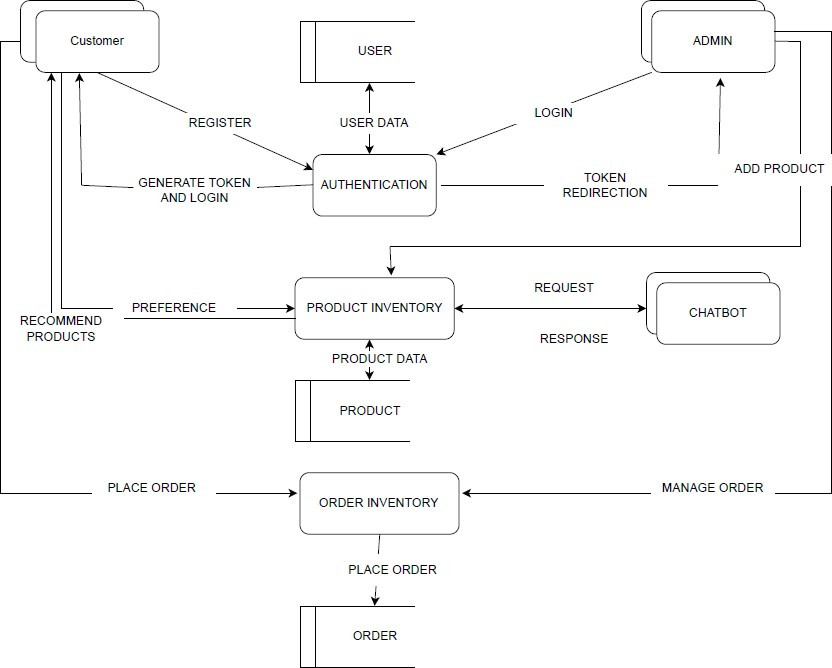 Customer
USER
ADMIN
REGISTER
USER DATA
LOGIN
GENERATE TOKEN
AND LOGIN
AUTHENTICATION
TOKEN
REDIRECTION
ADD PRODUCT
RECOMMEND
PRODUCTS
PREFERENCE
PRODUCT INVENTORY
REQUEST
RESPONSE
CHATBOT
PRODUCT DATA
PRODUCT
PLACE ORDER
ORDER INVENTORY
MANAGE ORDER
PLACE ORDER
ORDER